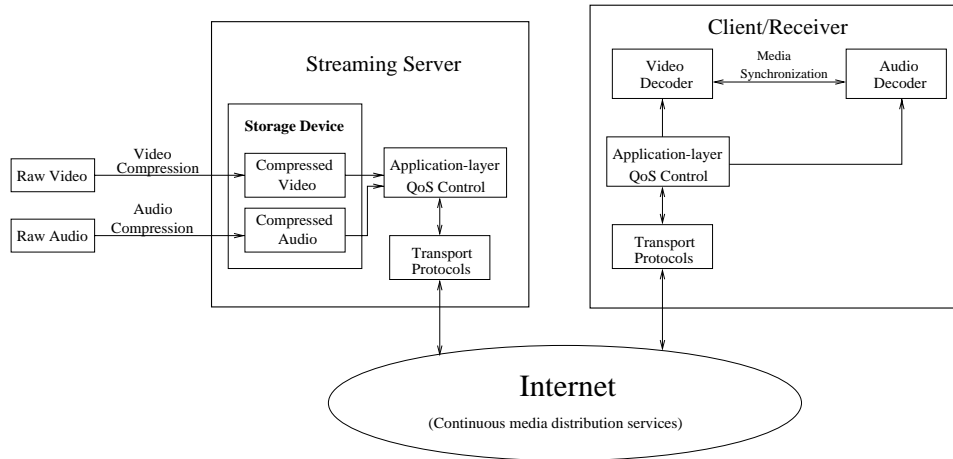 Streaming Server
Storage Device
Raw Video
Video
Compression
Compressed
Video
Application-layer
QoS Control
Raw Audio
Audio
Compression
Compressed
Audio
Transport
Protocols
Client/Receiver
Video
Decoder
Media
Synchronization
Audio
Decoder
Application-layer
QoS Control
Transport
Protocols
Internet
(Continuous media distribution services)